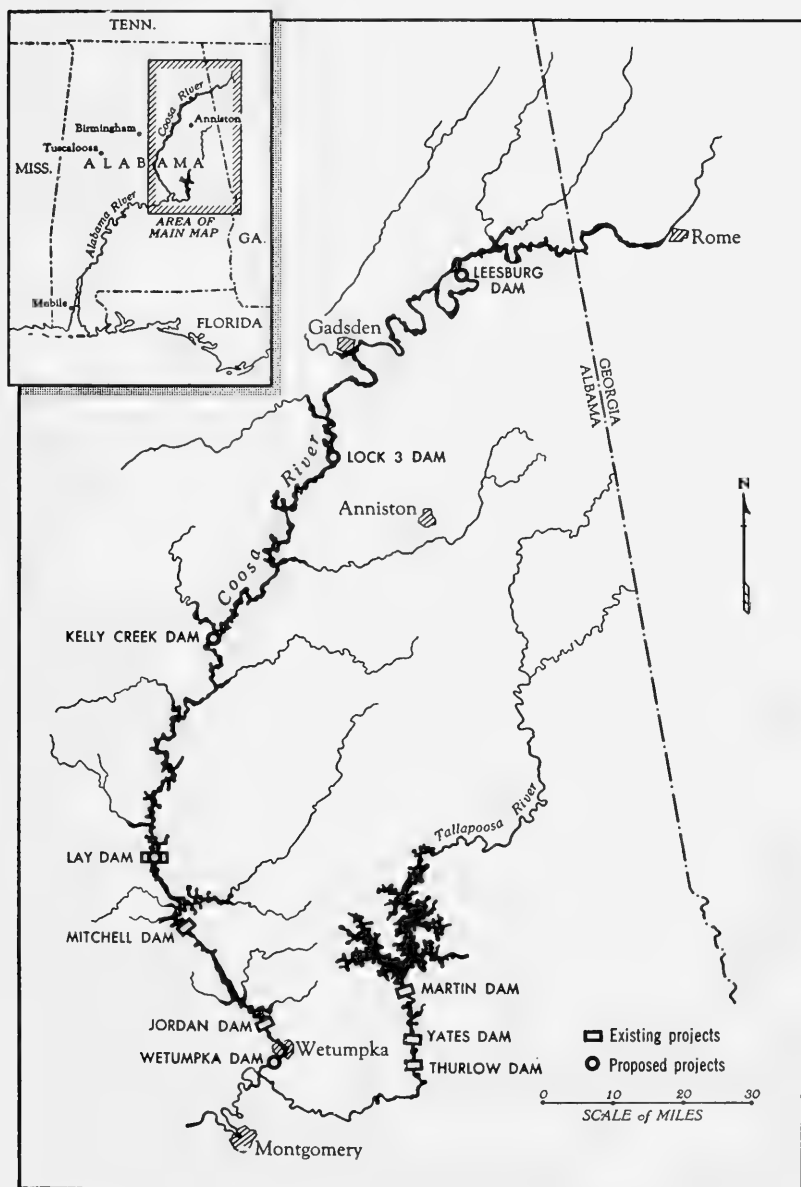 TENN.
Coosa River
Birmingham
Anniston
Tuscaloosa
ALABAMA
MISS.
Alabama River
AREA OF
MAIN MAP
GA.
Mobile
FLORIDA
Rome
LEESBURG
DAM
Gadsden
GEORGIA
ALABAMA
LOCK 3 DAM
Coosa River
Anniston
N
KELLY CREEK DAM
Tallapoosa River
LAY DAM
MITCHELL DAM
MARTIN DAM
JORDAN DAM
YATES DAM
Existing projects
Wetumpka
WETUMPKA DAM
THURLOW DAM
Proposed projects
0 10 20 30
SCALE of MILES
Montgomery